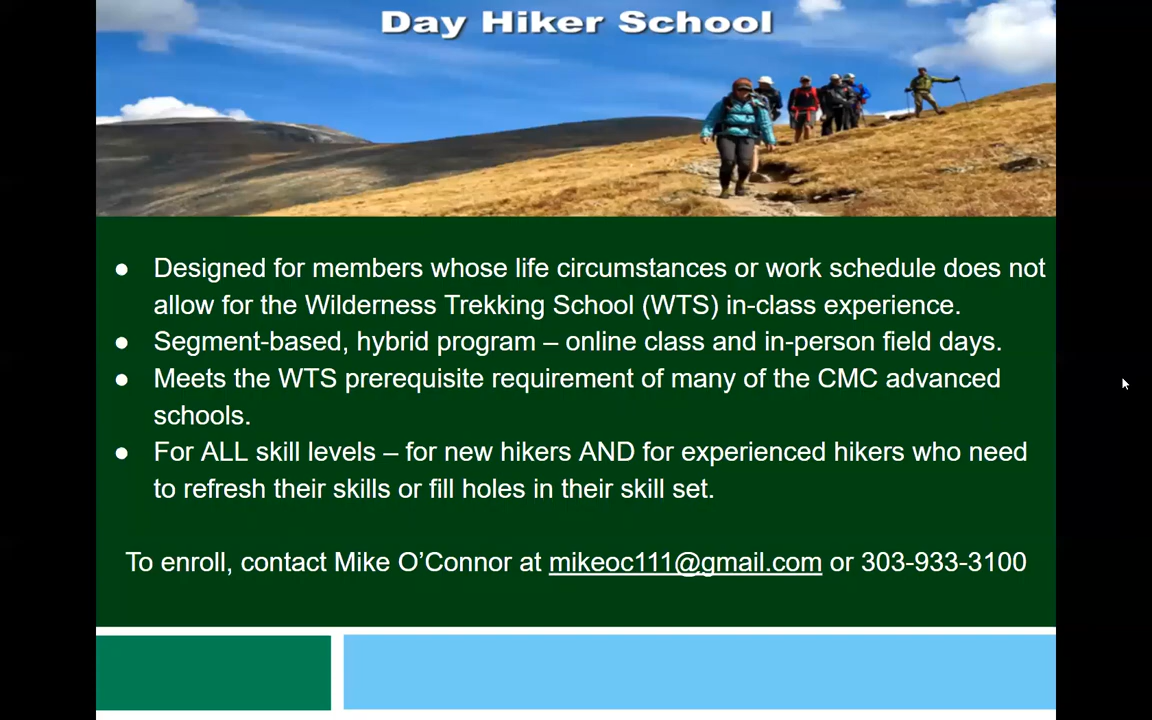 Day Hiker School
● Designed for members whose life circumstances or work schedule does not
allow for the Wilderness Trekking School (WTS) in-class experience.
● Segment-based, hybrid program – online class and in-person field days.
● Meets the WTS prerequisite requirement of many of the CMC advanced
schools.
● For ALL skill levels – for new hikers AND for experienced hikers who need
to refresh their skills or fill holes in their skill set.
To enroll, contact Mike O’Connor at mikeoc111@gmail.com or 303-933-3100